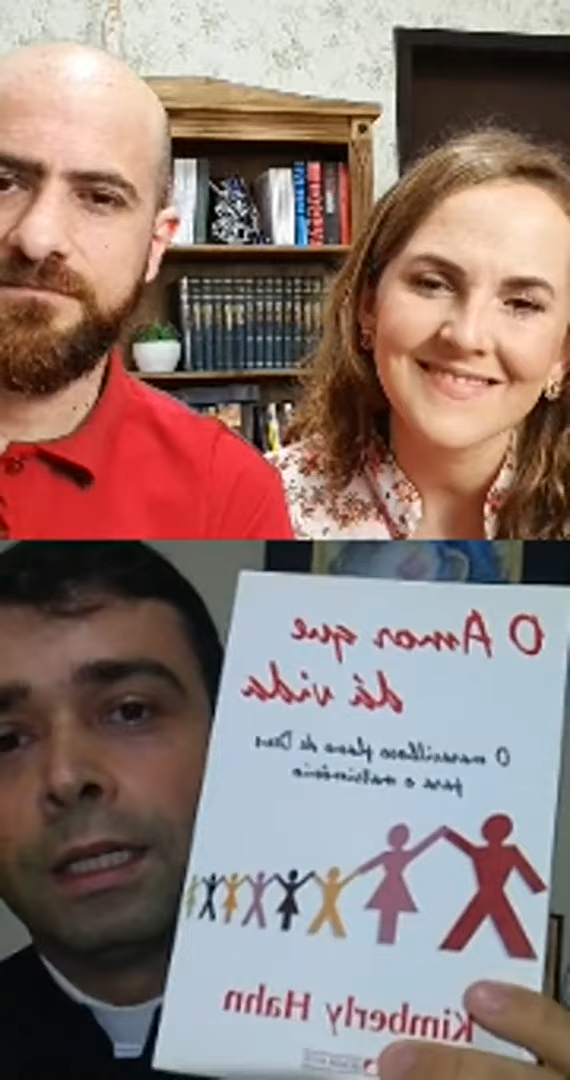 O Amor que
dá vida
O maravilhoso plano de Deus
para o matrimônio
Kimberly Hahn